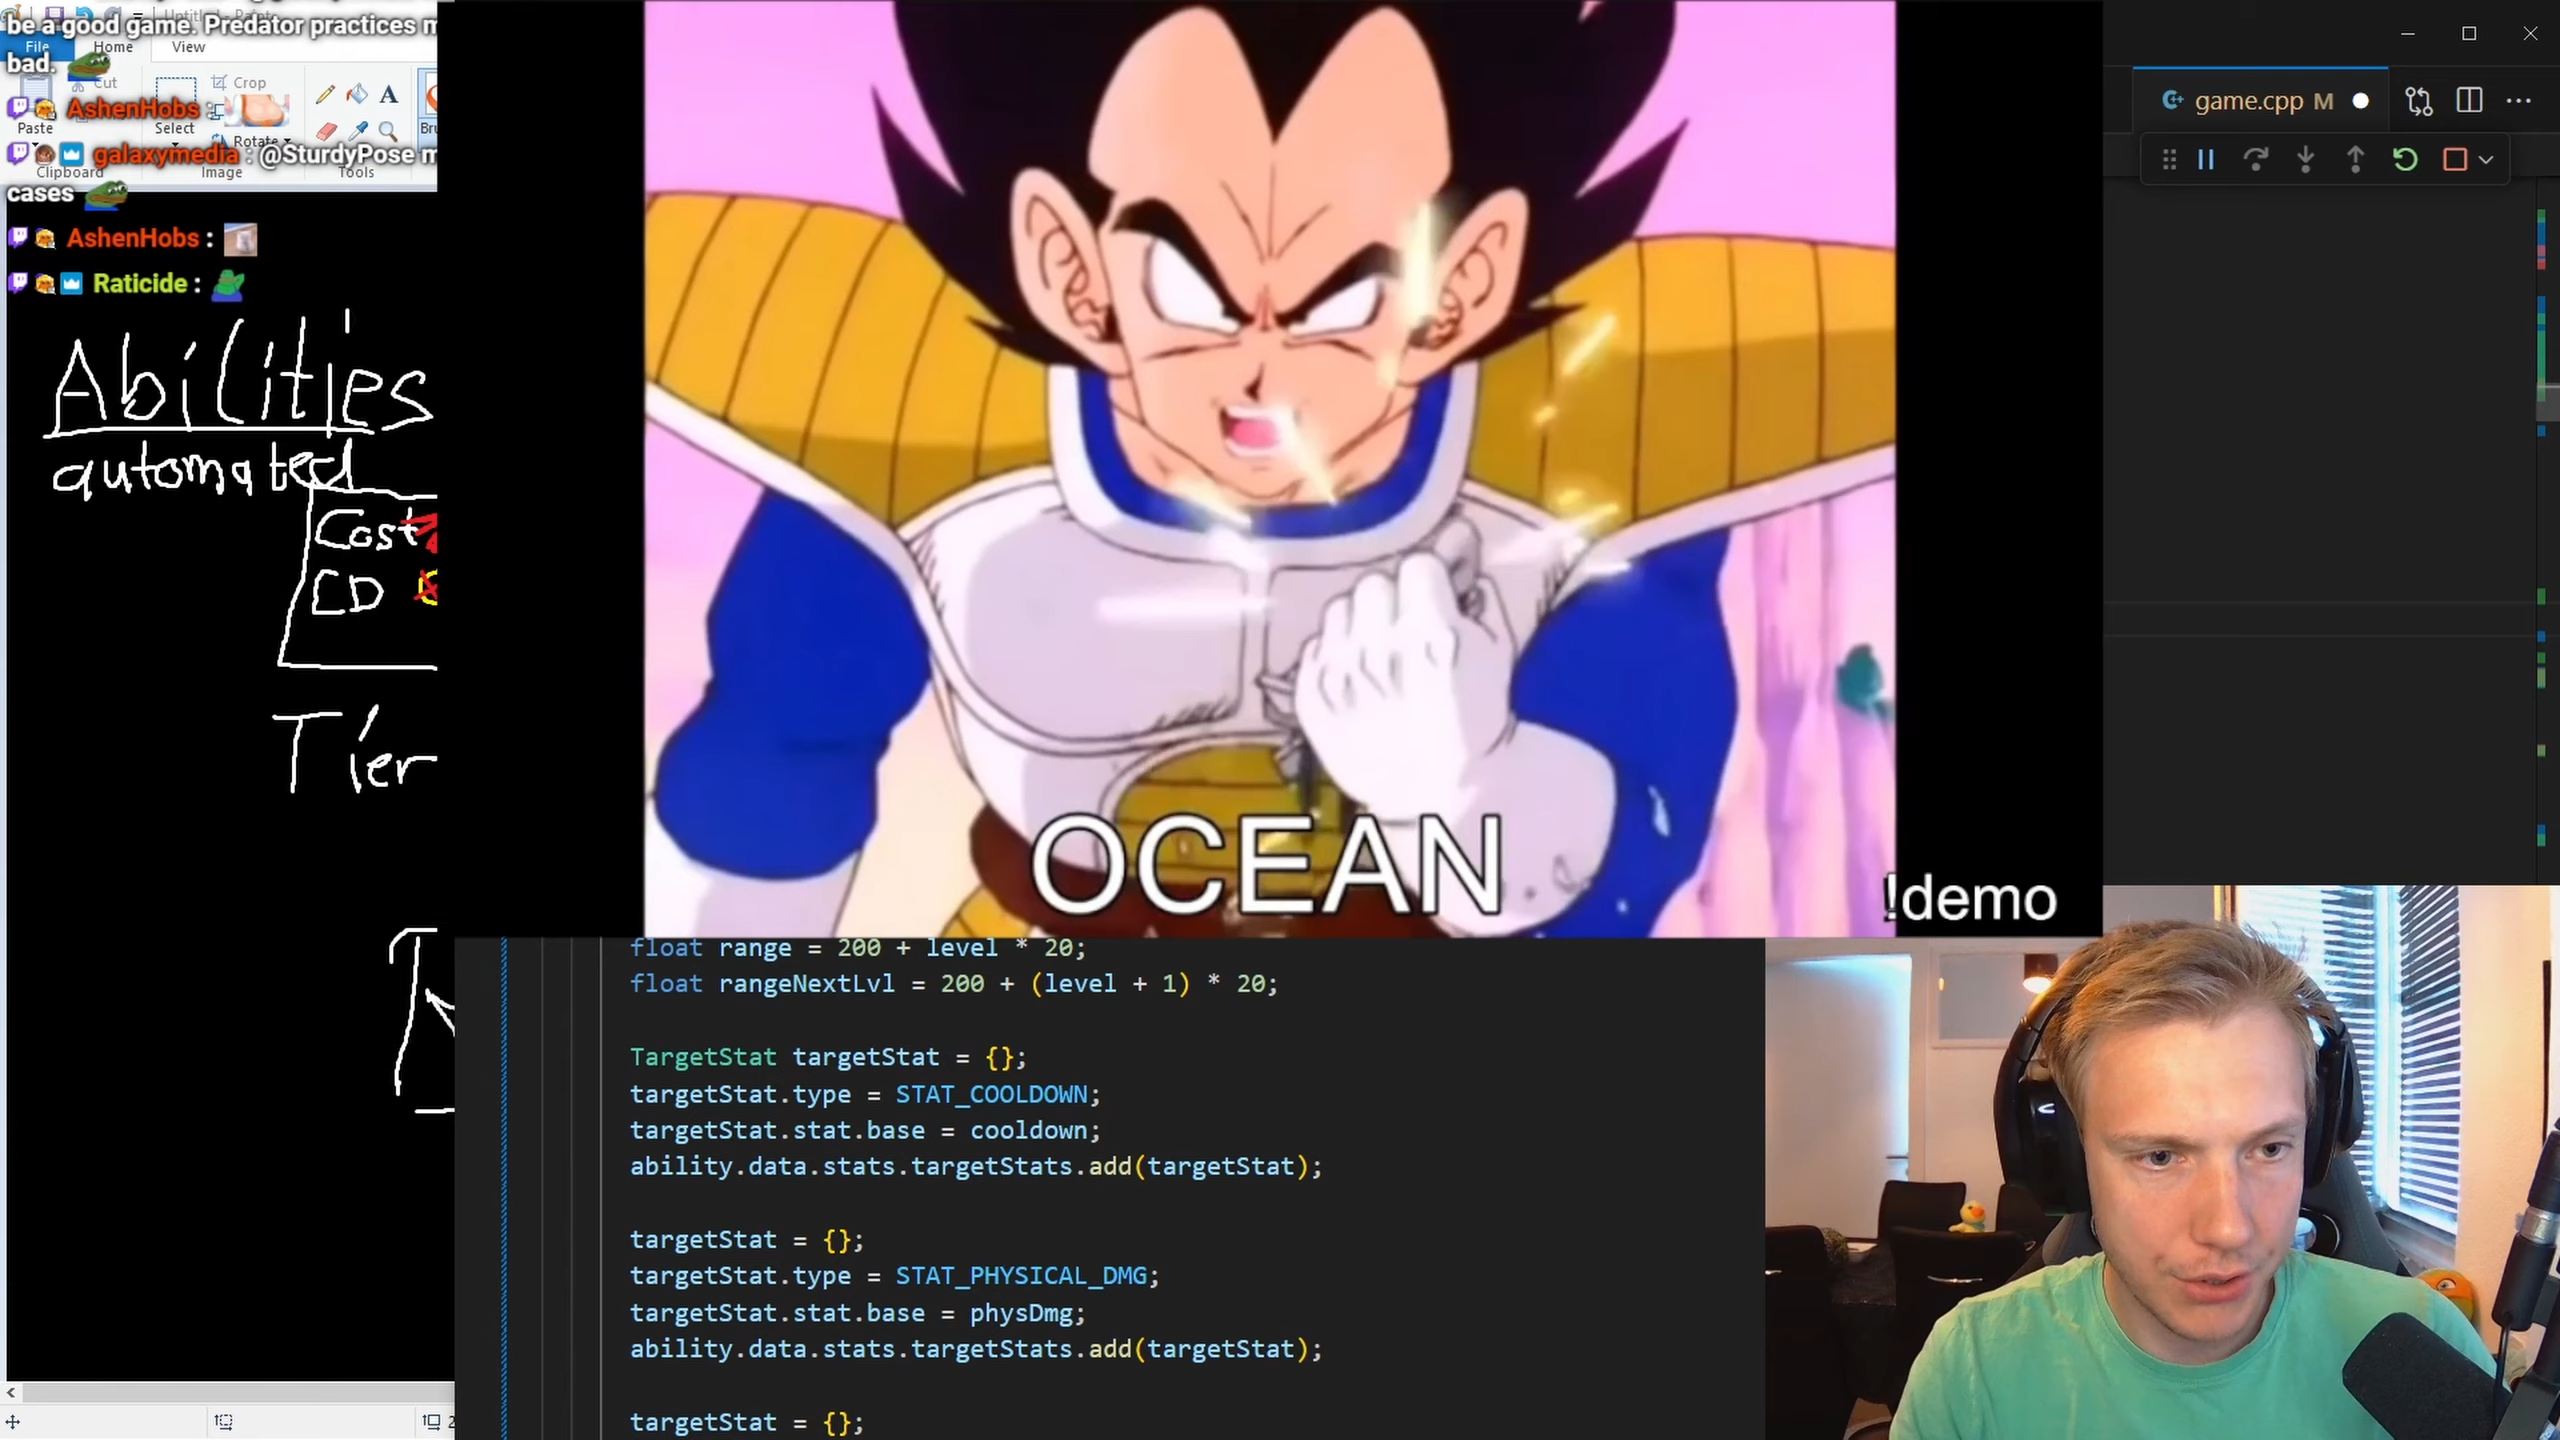 be a good game. Predator practices m
bad.
File Home View
Cut
Crop
AshenHobs :
Paste
Select
Rotate
Bru
galaxymedia : @SturdyPose m
Clipboard
Image
Tools
cases
AshenHobs :
Raticide :
Abilities
automated
Cost
CD
Tier
OCEAN
!demo
game.cpp M
float range = 200 + level * 20;
float rangeNextLvl = 200 + (level + 1) * 20;
TargetStat targetStat = {};
targetStat.type = STAT_COOLDOWN;
targetStat.stat.base = cooldown;
ability.data.stats.targetStats.add(targetStat);
targetStat = {};
targetStat.type = STAT_PHYSICAL_DMG;
targetStat.stat.base = physDmg;
ability.data.stats.targetStats.add(targetStat);
targetStat = {};